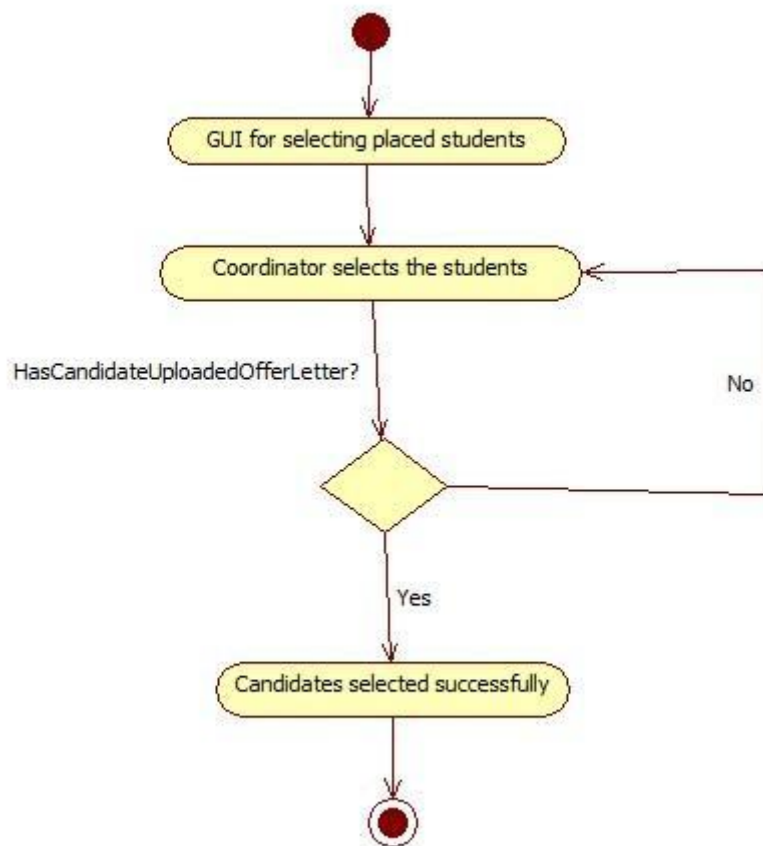 GUI for selecting placed students
Coordinator selects the students
HasCandidateUploadedOfferLetter?
No
Yes
Candidates selected successfully